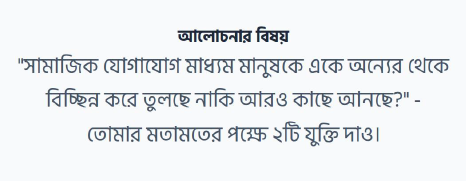 আলোচনার বিষয়
"সামাজিক যোগাযোগ মাধ্যম মানুষকে একে অন্যের থেকে
বিচ্ছিন্ন করে তুলছে নাকি আরও কাছে আনছে?" -
তোমার মতামতের পক্ষে ২টি যুক্তি দাও।